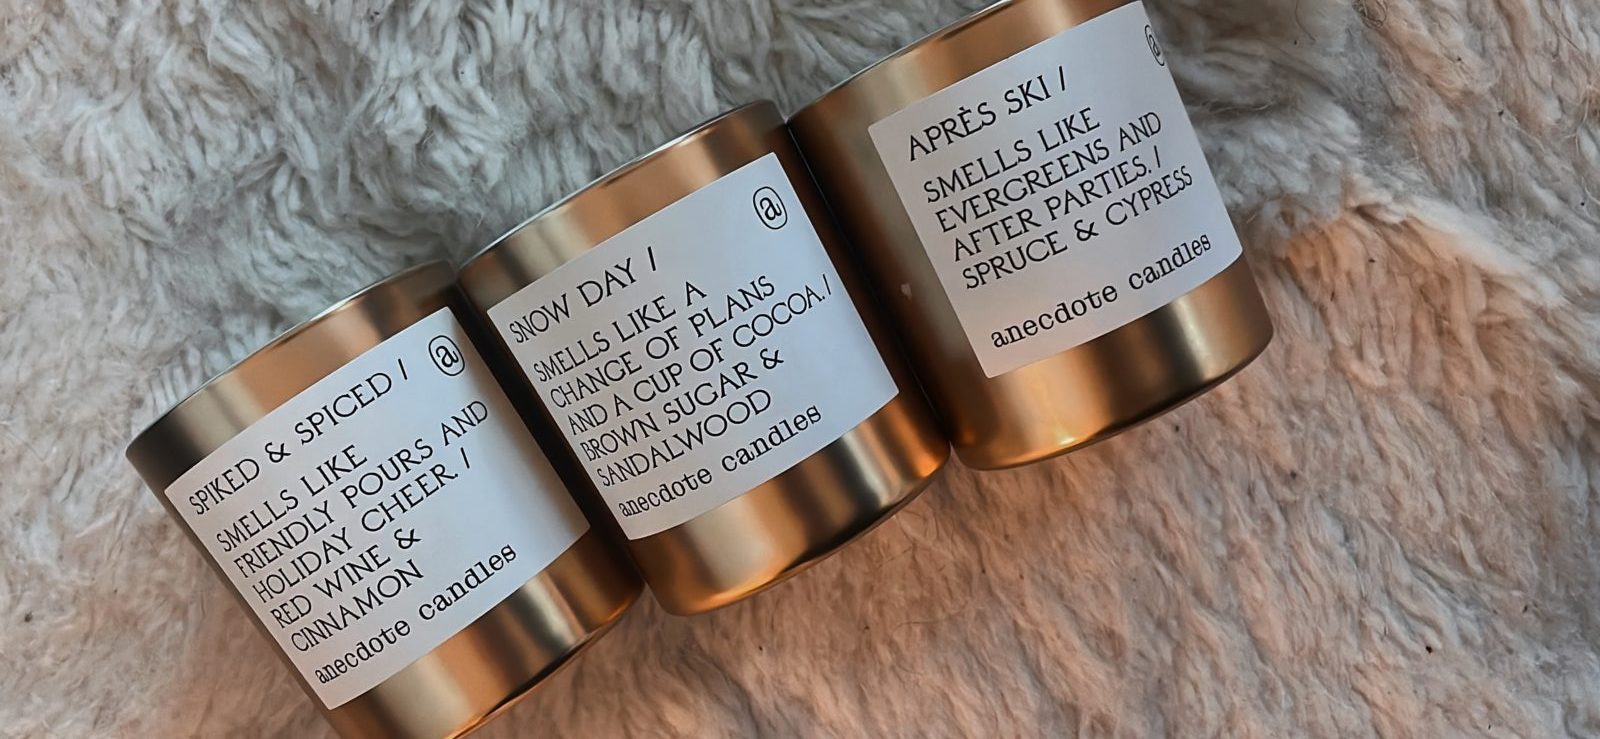 SPIKED & SPICED /
@
SMELLS LIKE
FRIENDLY POURS AND
HOLIDAY CHEER. /
RED WINE &
CINNAMON
anecdote candles
SNOW DAY /
@
SMELLS LIKE A
CHANGE OF PLANS
AND A CUP OF COCOA. /
BROWN SUGAR &
SANDALWOOD
anecdote candles
APRÈS SKI /
@
SMELLS LIKE
EVERGREENS AND
AFTER PARTIES. /
SPRUCE & CYPRESS
anecdote candles